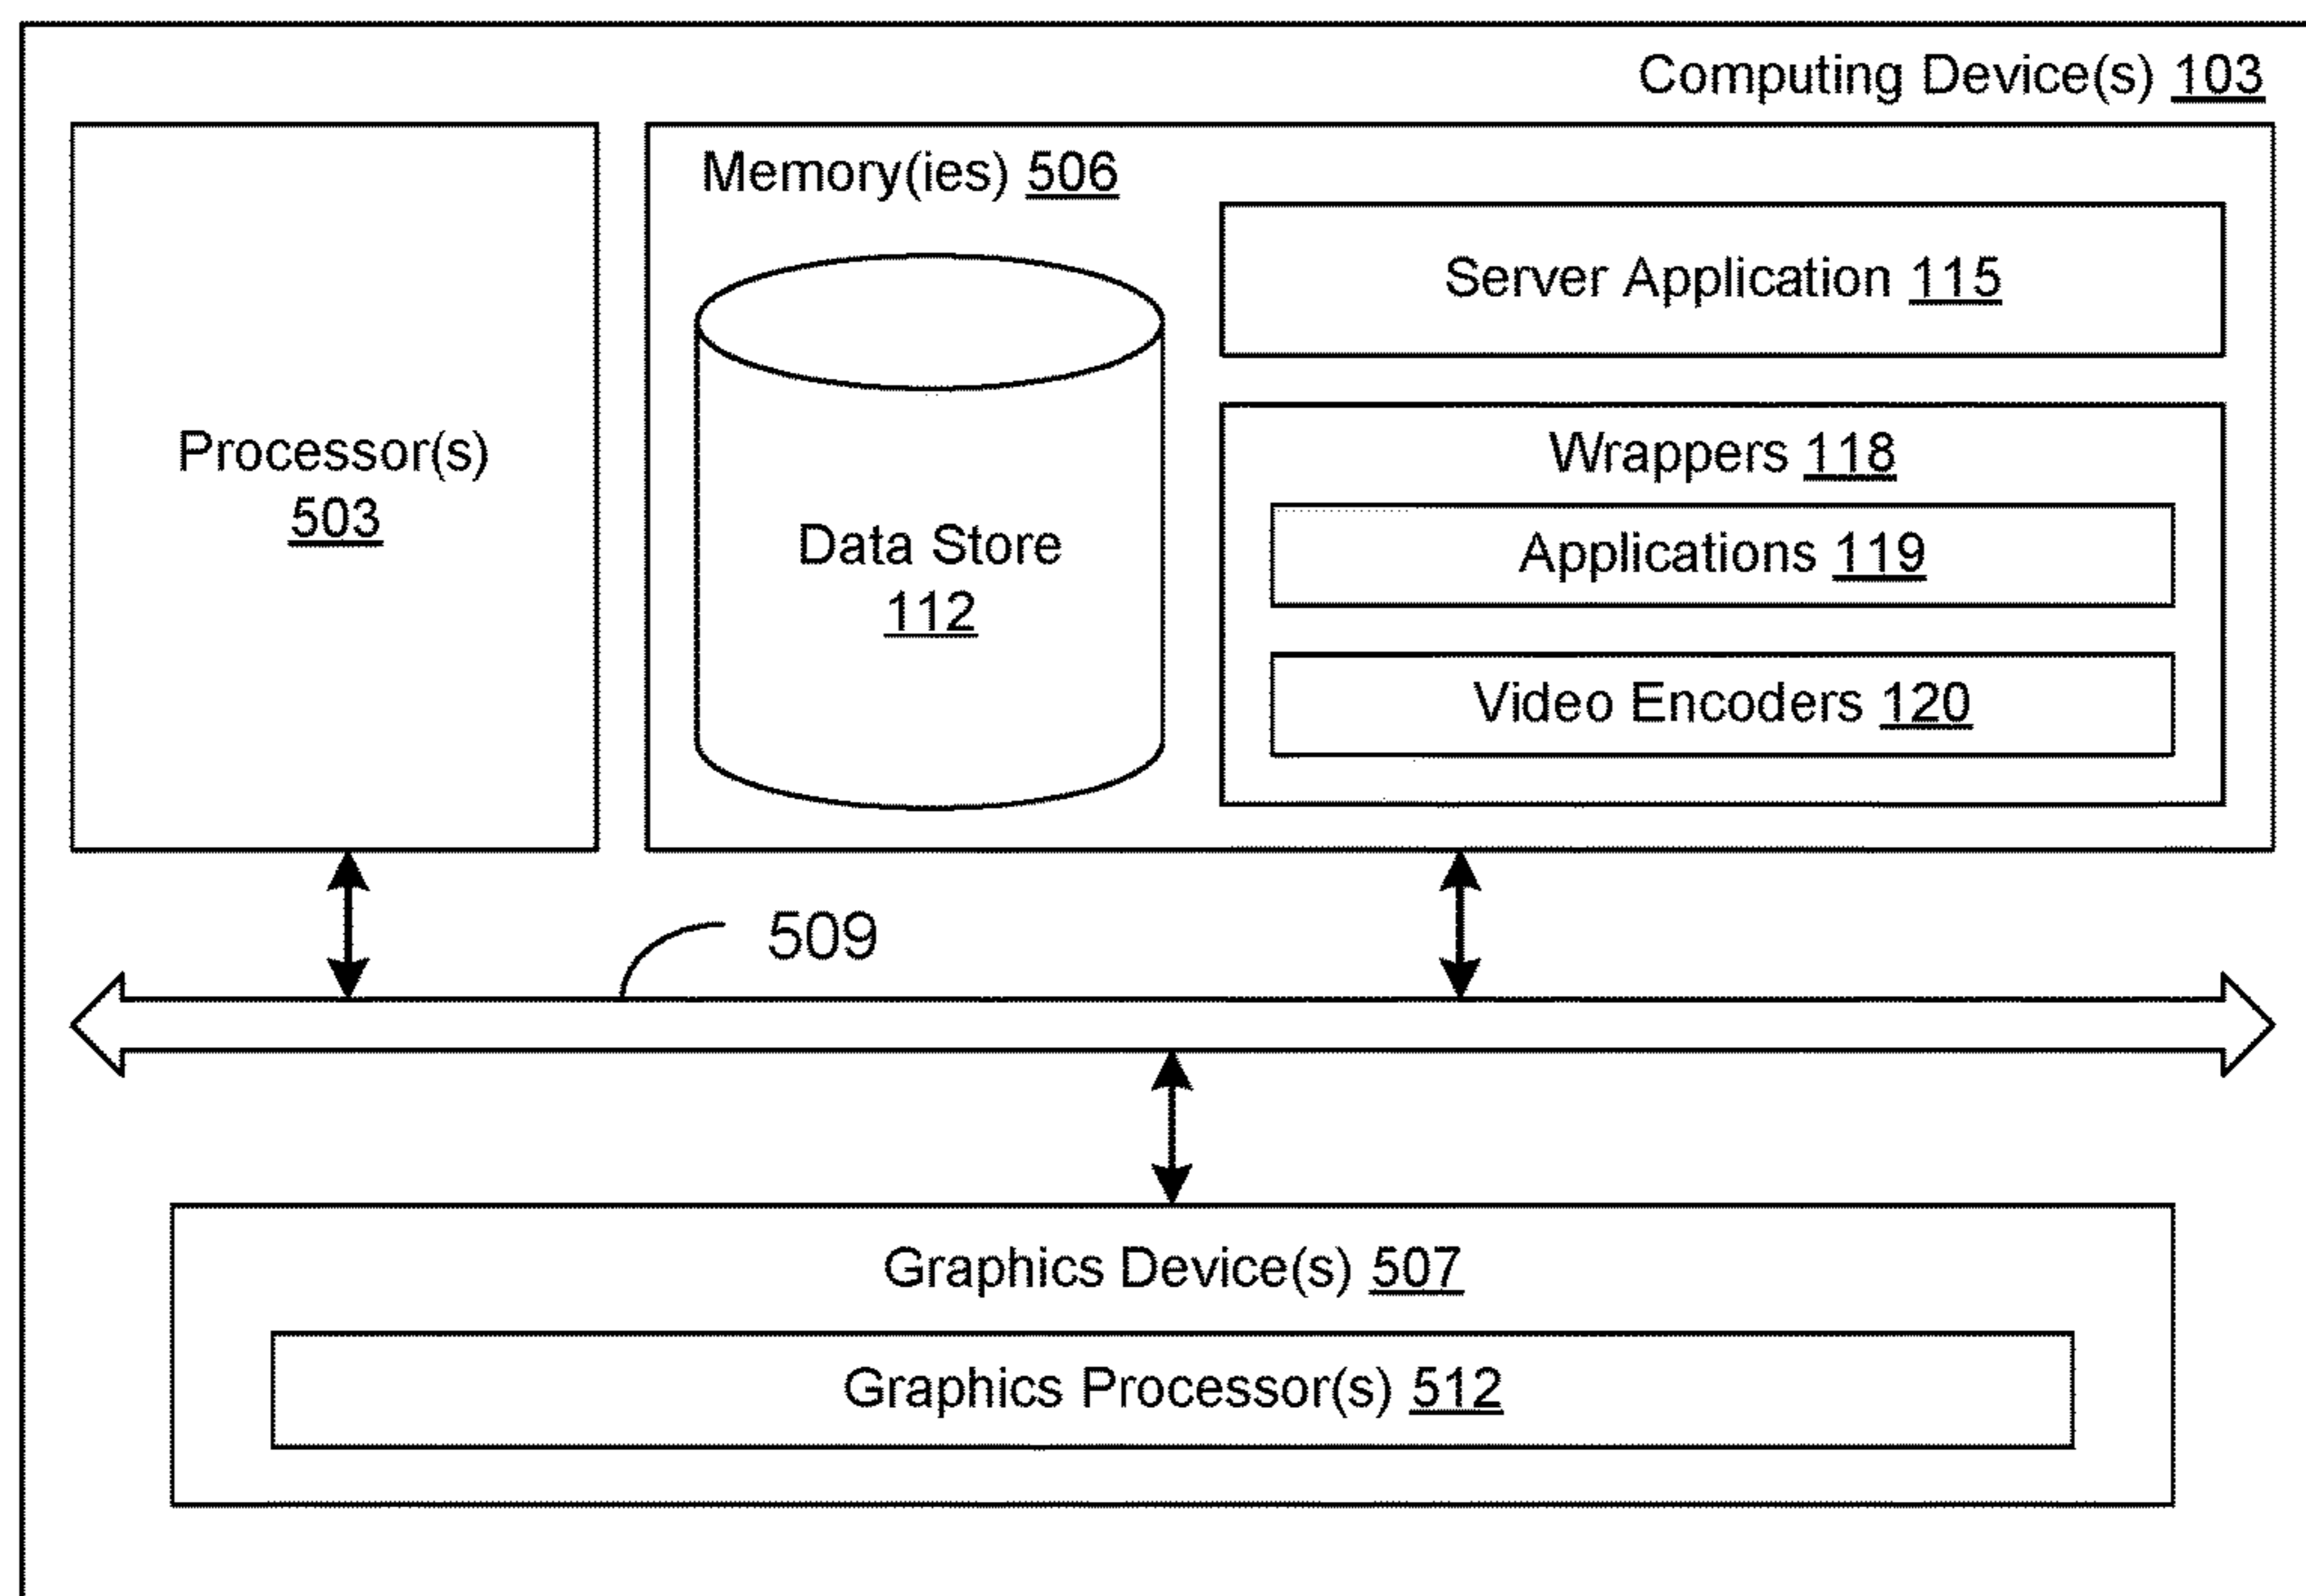 Computing Device(s) 103
Processor(s)
503
Memory(ies) 506
Data Store
112
Server Application 115
Wrappers 118
Applications 119
Video Encoders 120
509
Graphics Device(s) 507
Graphics Processor(s) 512